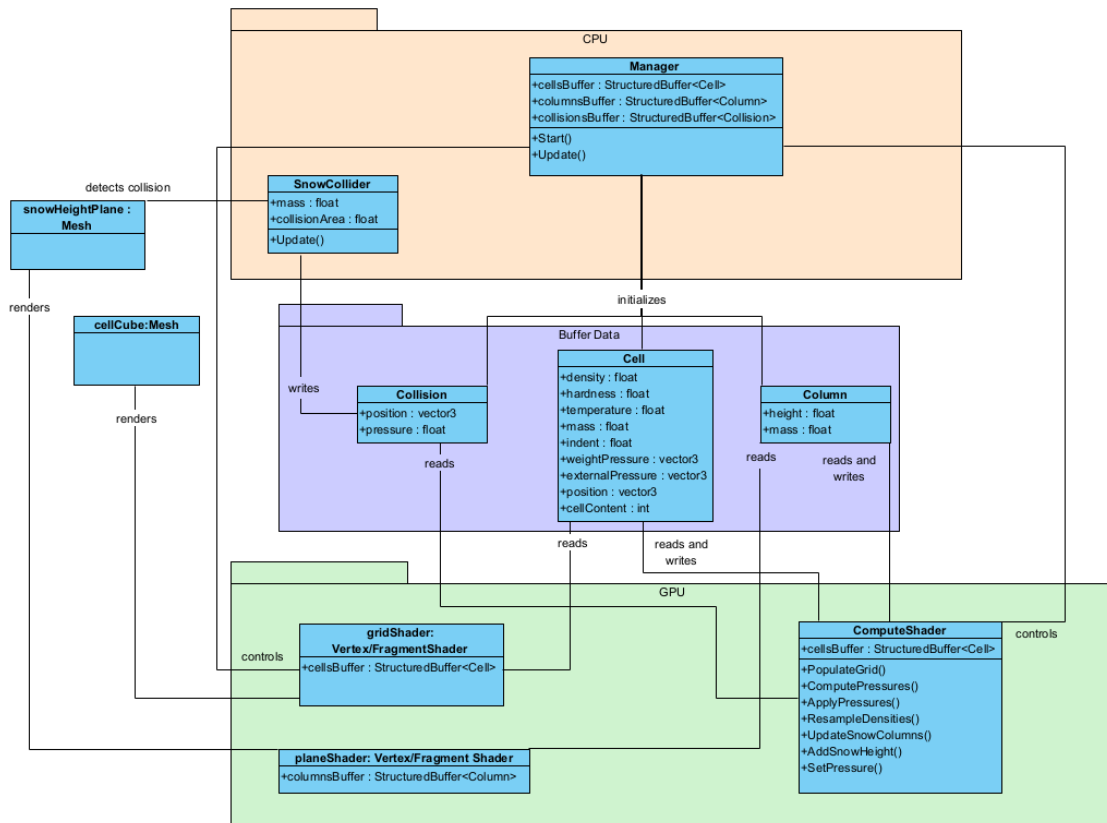 CPU
Manager
+cellsBuffer : StructuredBuffer<Cell>
+columnsBuffer : StructuredBuffer<Column>
+collisionsBuffer : StructuredBuffer<Collision>
+Start()
+Update()
detects collision
SnowCollider
+mass : float
+collisionArea : float
+Update()
snowHeightPlane :
Mesh
renders
initializes
cellCube:Mesh
renders
Buffer Data
writes
Collision
+position : vector3
+pressure : float
reads
Cell
+density : float
+hardness : float
+temperature : float
+mass : float
+indent : float
+weightPressure : vector3
+externalPressure : vector3
+position : vector3
+cellContent : int
Column
+height : float
+mass : float
reads
reads and
writes
reads
reads and
writes
GPU
gridShader:
Vertex/FragmentShader
+cellsBuffer : StructuredBuffer<Cell>
controls
ComputeShader
+cellsBuffer : StructuredBuffer<Cell>
+PopulateGrid()
+ComputePressures()
+ApplyPressures()
+ResampleDensities()
+UpdateSnowColumns()
+AddSnowHeight()
+SetPressure()
controls
planeShader: Vertex/Fragment Shader
+columnsBuffer : StructuredBuffer<Column>